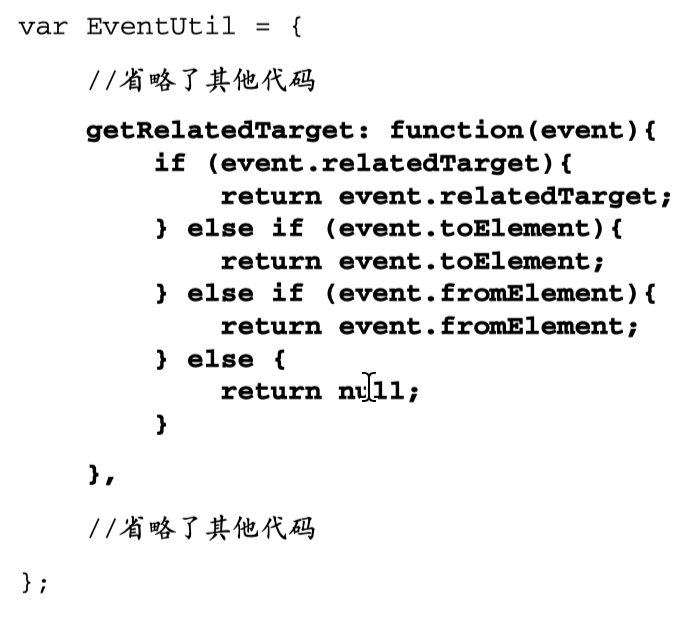 var EventUtil = {
//省略了其他代码
getRelatedTarget: function(event){
if (event.relatedTarget){
return event.relatedTarget;
} else if (event.toElement){
return event.toElement;
} else if (event.fromElement){
return event.fromElement;
} else {
return null;
}
},
//省略了其他代码
};